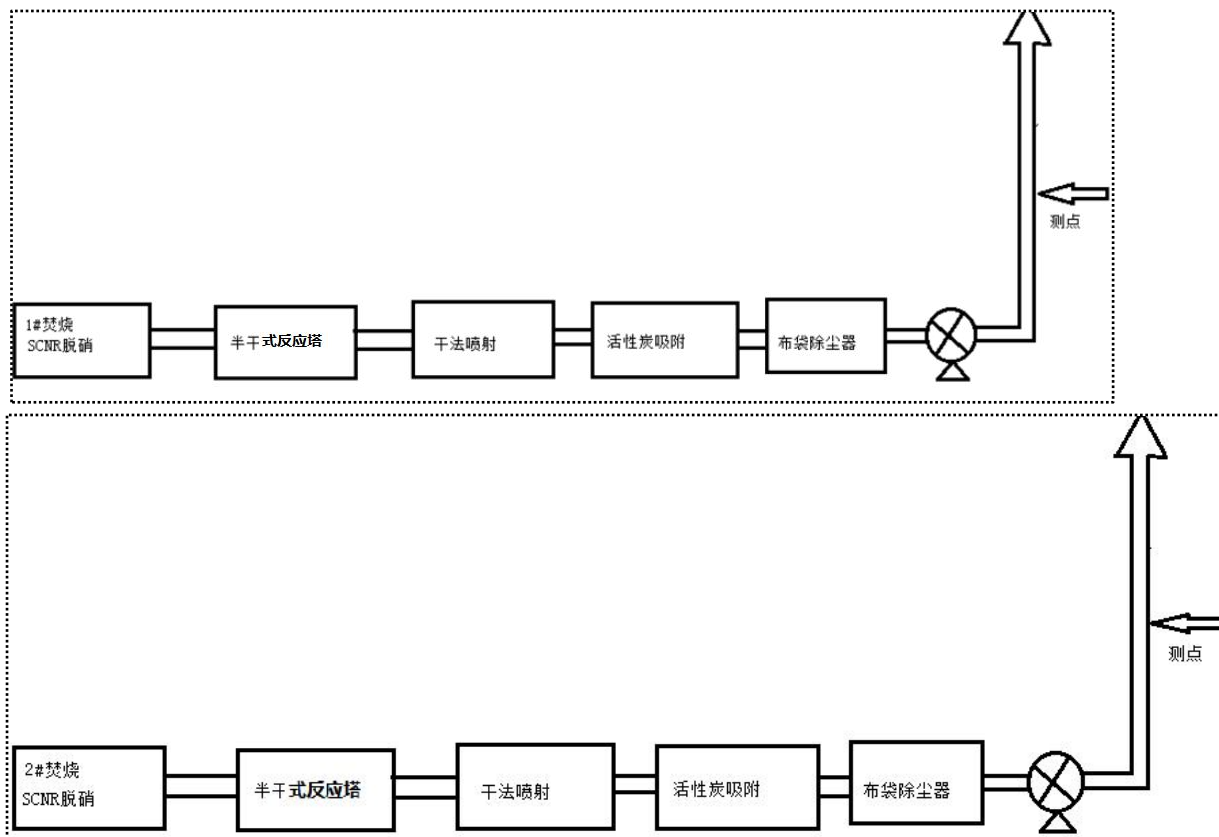 测点
1#焚烧
SCNR脱硝
半干式反应塔
干法喷射
活性炭吸附
布袋除尘器
测点
2#焚烧
SCNR脱硝
半干式反应塔
干法喷射
活性炭吸附
布袋除尘器